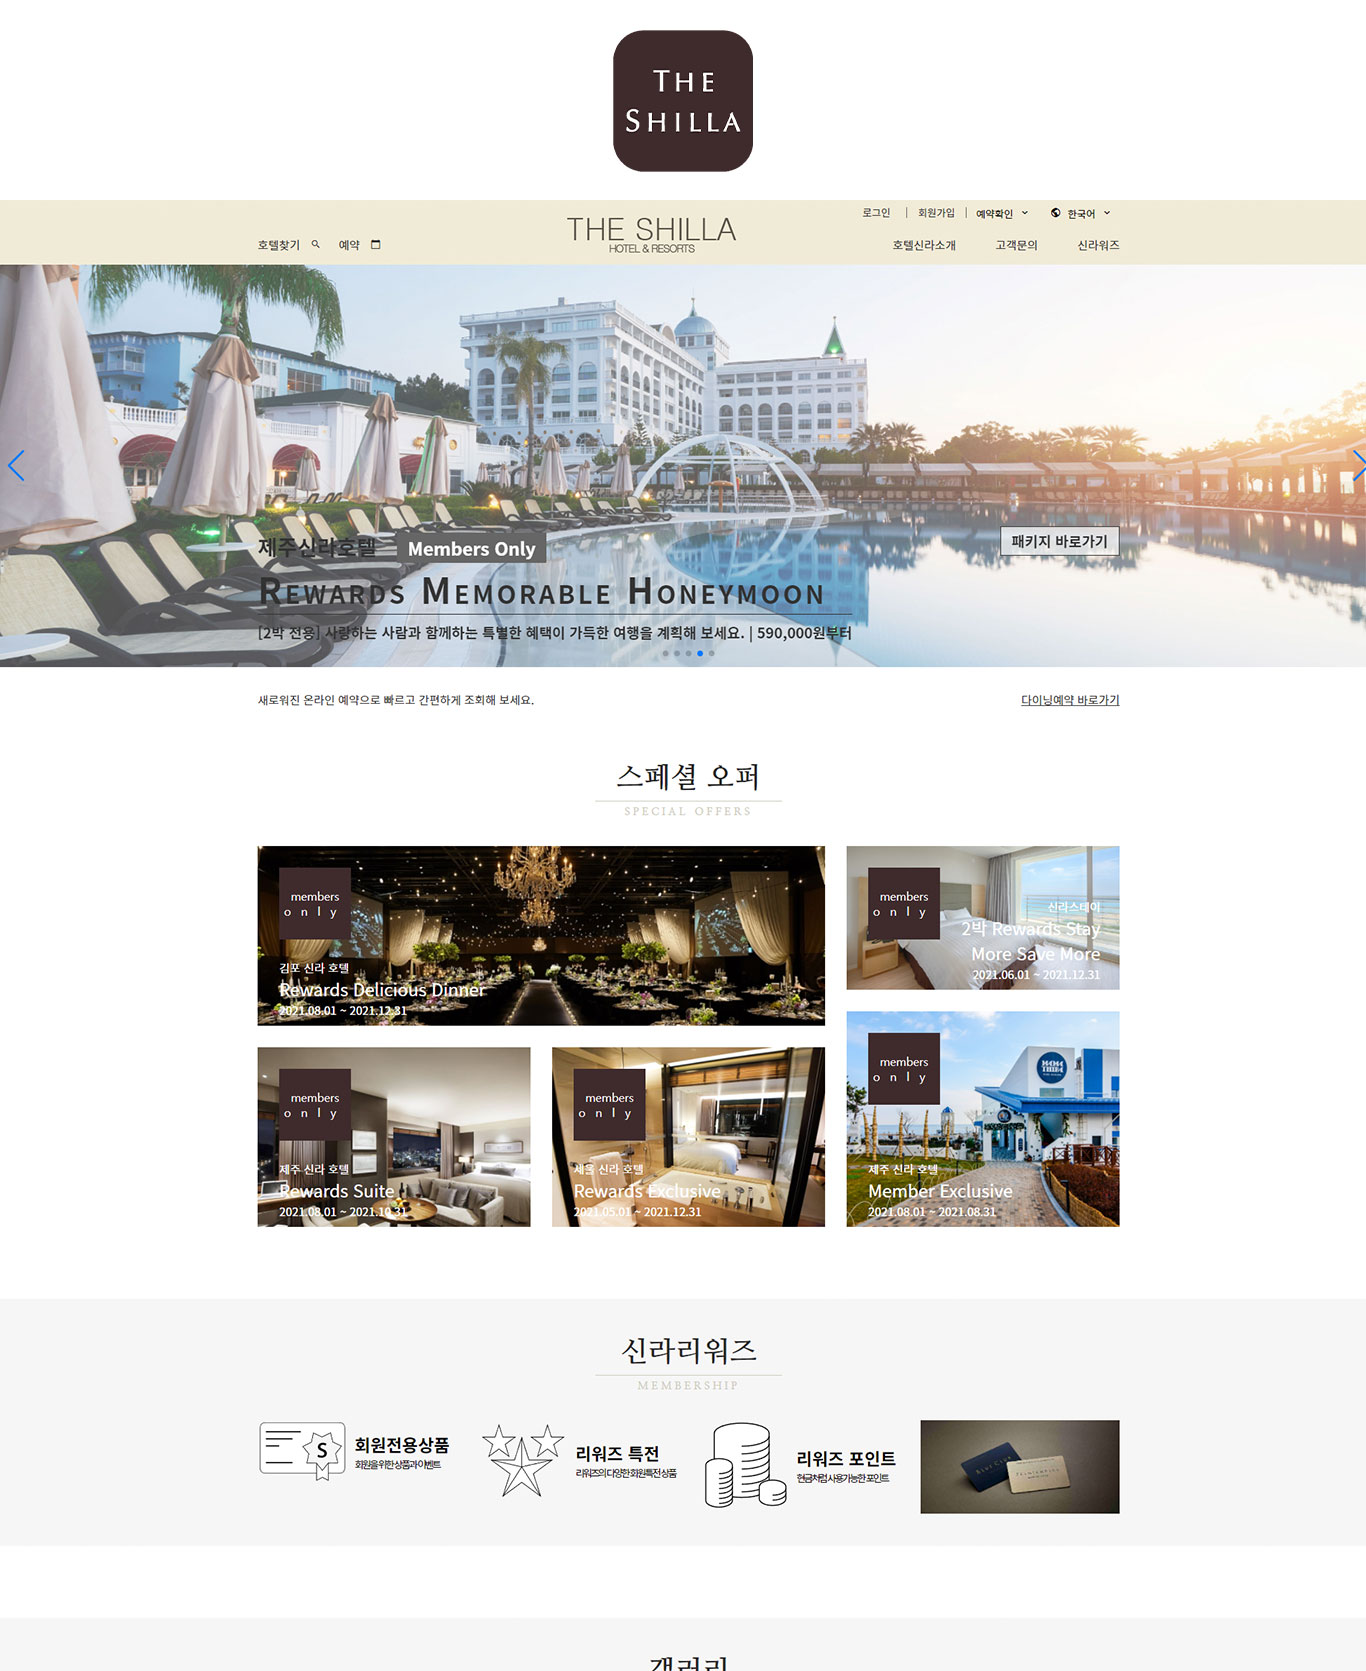 THE
SHILLA
로그인
회원가입
예약확인
한국어
호텔찾기
예약
THE SHILLA
HOTEL & RESORTS
호텔신라소개
고객문의
신라워즈
제주신라호텔
Members Only
패키지 바로가기
REWARDS MEMORABLE HONEYMOON
[2박 전용] 사랑하는 사람과 함께하는 특별한 혜택이 가득한 여행을 계획해 보세요. | 590,000원부터
새로워진 온라인 예약으로 빠르고 간편하게 조회해 보세요,
다이닝예약 바로가기
스페셜 오퍼
SPECIAL OFFERS
members
only
김포 신라 호텔
Rewards Delicious Dinner
2021.08.01 ~ 2021.12.31
members
only
신라스테이
2박 Rewards Stay
More Save More
2021.06.01 ~ 2021.12.31
members
only
제주 신라 호텔
Rewards Suite
2021.08.01 ~ 2021.10.31
members
only
서울 신라 호텔
Rewards Exclusive
2021.05.01 ~ 2021.12.31
members
only
제주 신라 호텔
Member Exclusive
2021.08.01 ~ 2021.08.31
신라리워즈
MEMBERSHIP
S
회원전용상품
회원을위한 상품과 이벤트
리워즈 특전
리워즈의 다양한 회원특전 상품
리워즈 포인트
현금처럼 사용가능한 포인트
갤러리